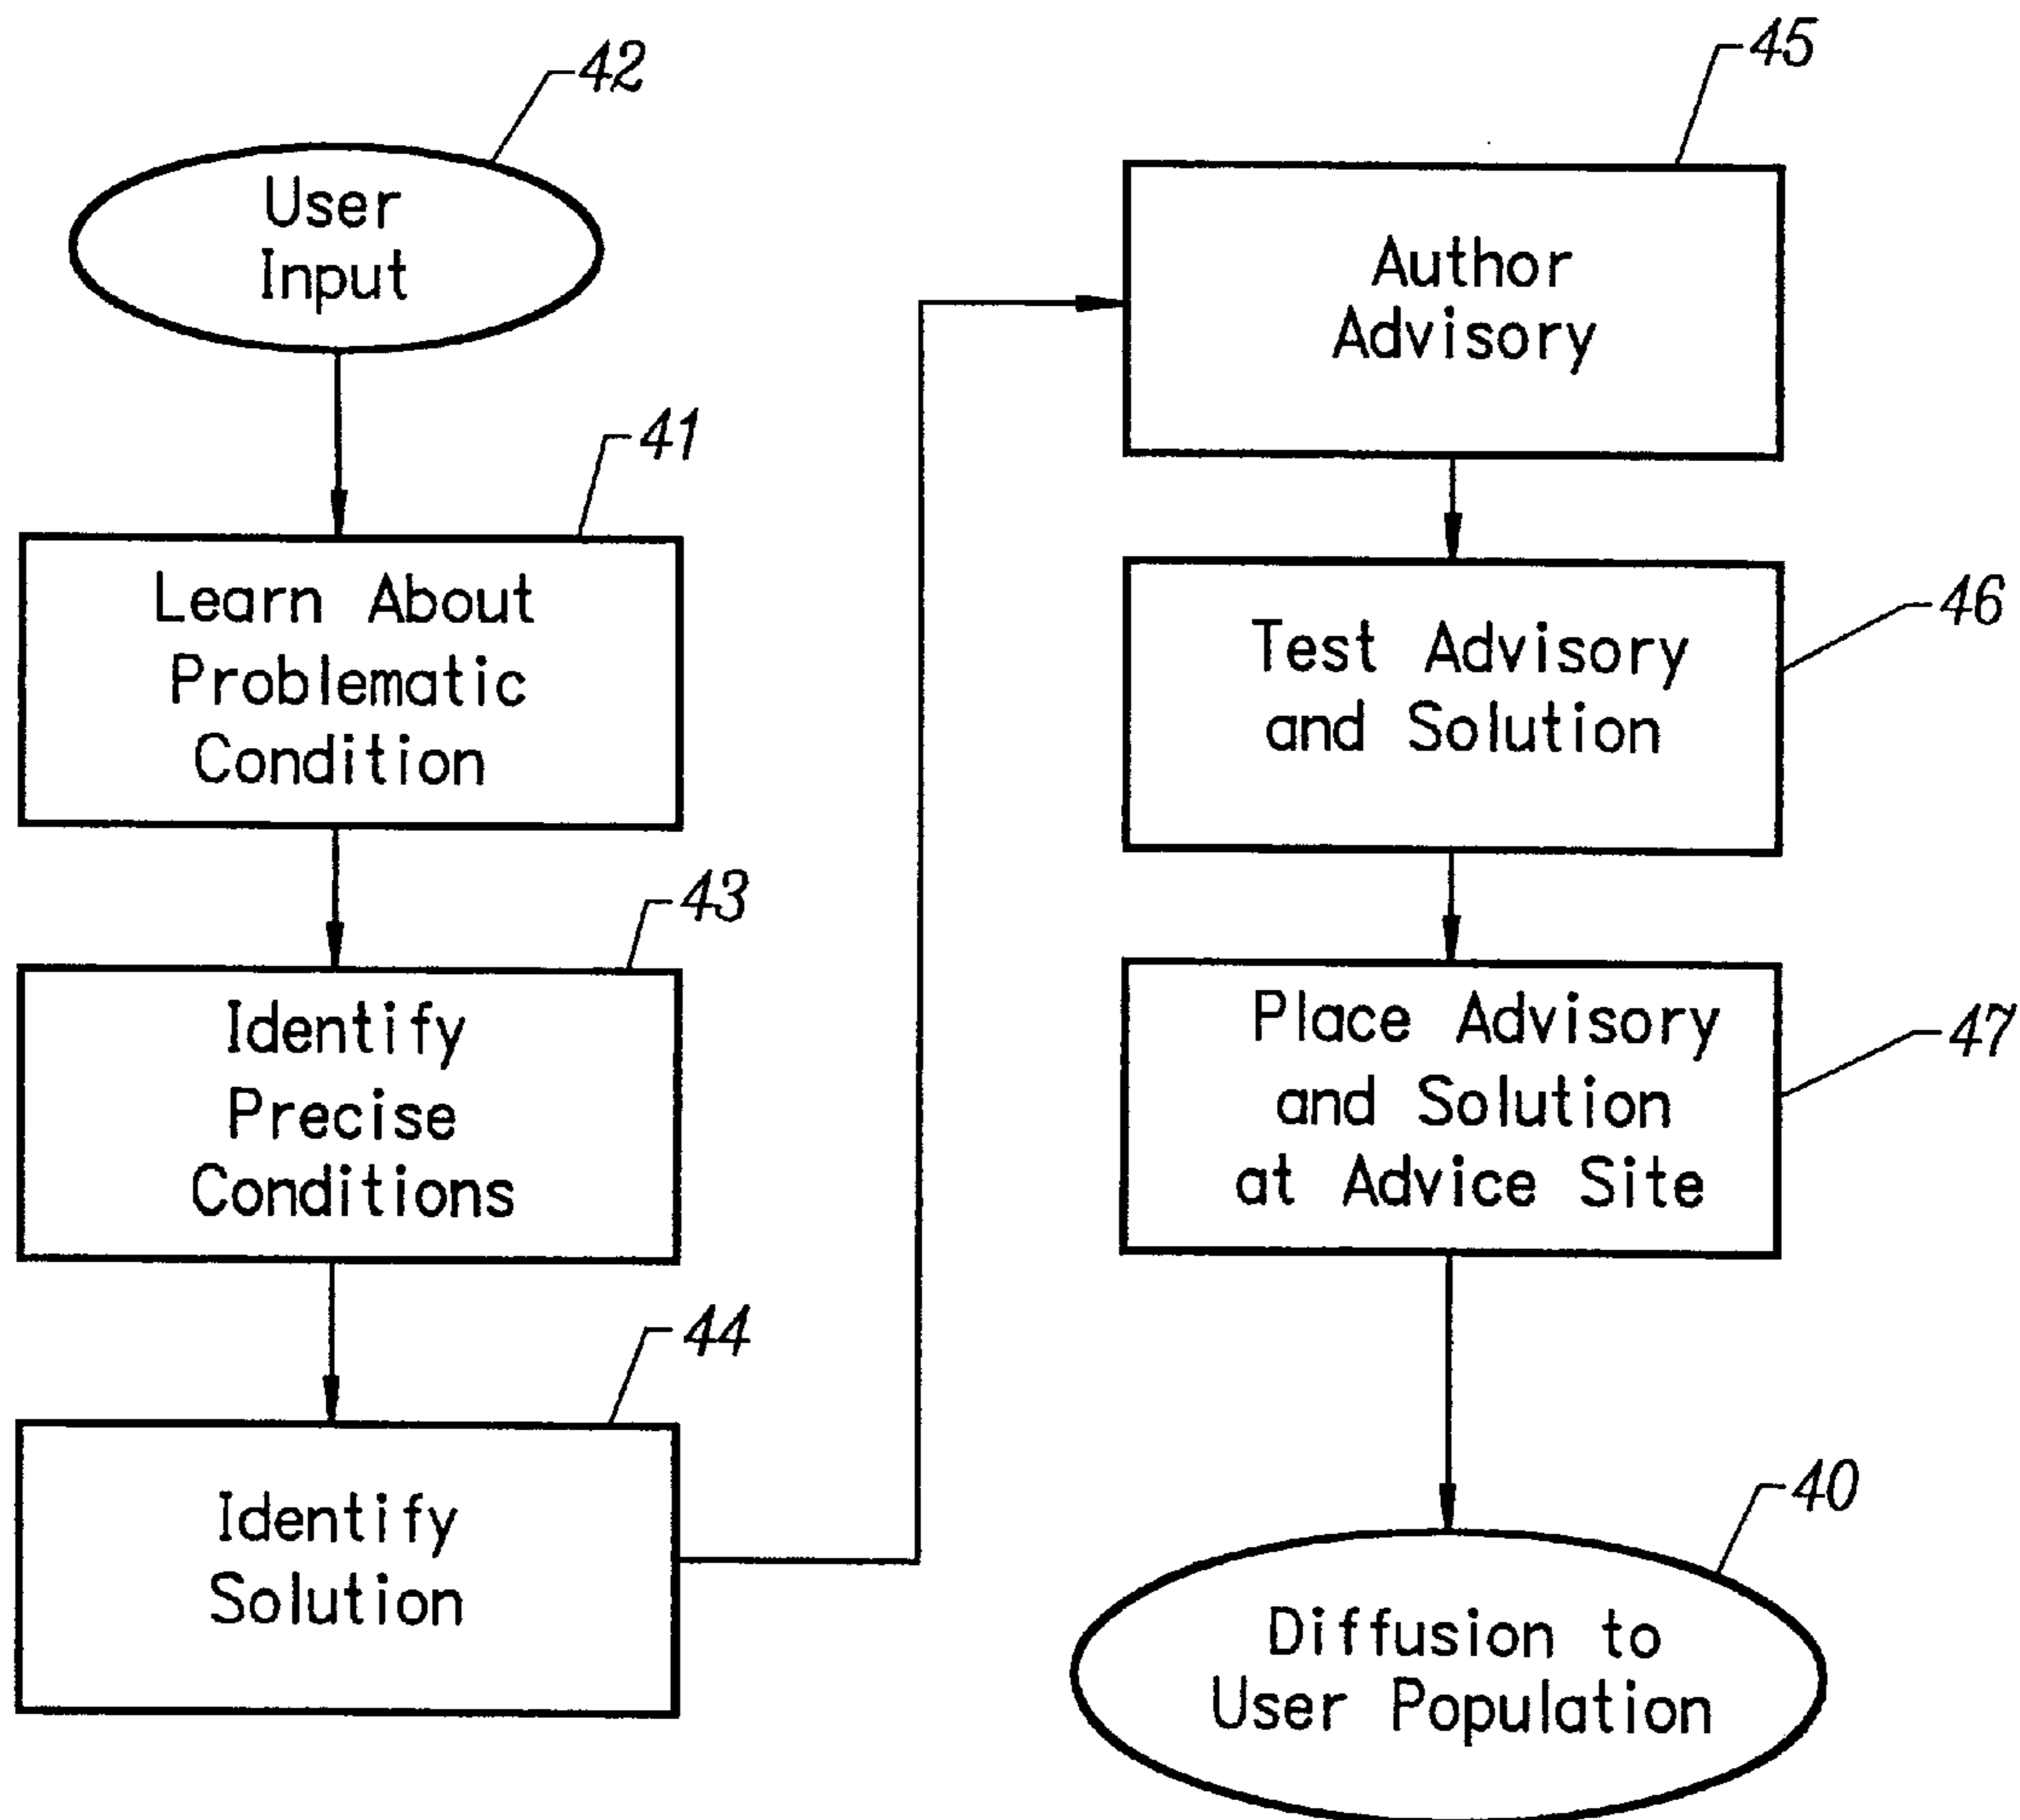 42
User
Input
41
Learn About
Problematic
Condition
43
Identify
Precise
Conditions
44
Identify
Solution
45
Author
Advisory
46
Test Advisory
and Solution
47
Place Advisory
and Solution
at Advice Site
40
Diffusion to
User Population